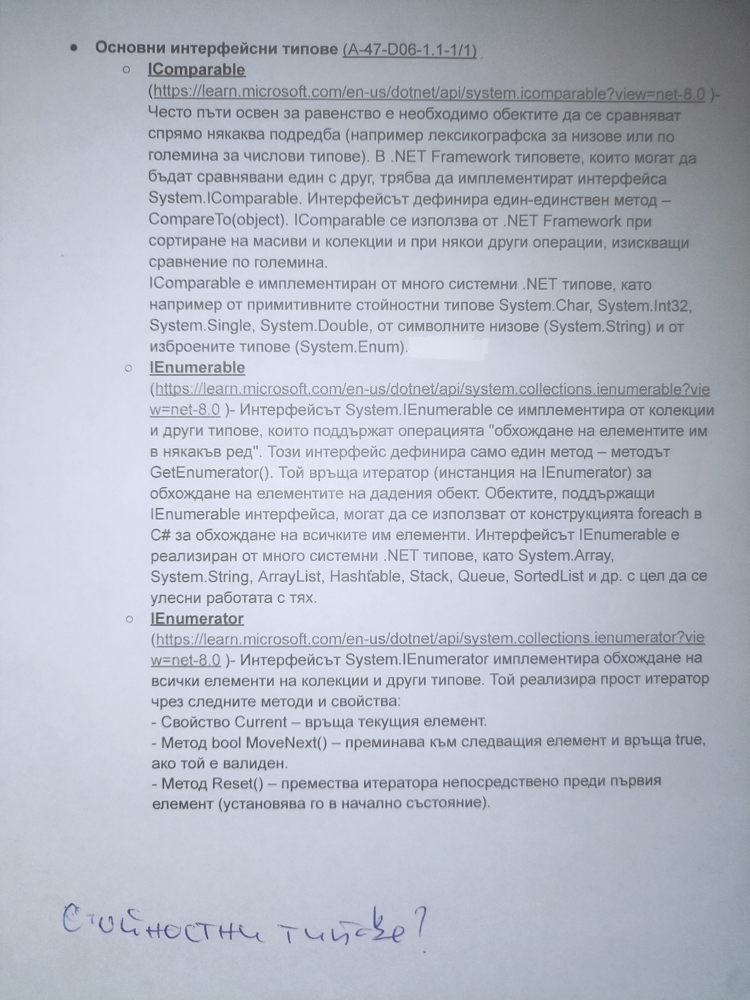 • Основни интерфейсни типове (A-47-D06-1.1-1/1)
○ IComparable
(https://learn.microsoft.com/en-us/dotnet/api/system.icomparable?view=net-8.0 )-
Често пъти освен за равенство е необходимо обектите да се сравняват
спрямо някаква подредба (например лексикографска за низове или по
големина за числови типове). В .NET Framework типовете, които могат да
бъдат сравнявани един с друг, трябва да имплементират интерфейса
System.IComparable. Интерфейсът дефинира един-единствен метод –
CompareTo(object). IComparable се използва от .NET Framework при
сортиране на масиви и колекции и при някои други операции, изискващи
сравнение по големина.
IComparable е имплементиран от много системни .NET типове, като
например от примитивните стойностни типове System.Char, System.Int32,
System.Single, System.Double, от символните низове (System.String) и от
изброените типове (System.Enum).
○ IEnumerable
(https://learn.microsoft.com/en-us/dotnet/api/system.collections.ienumerable?vie
w=net-8.0 )- Интерфейсът System.IEnumerable се имплементира от колекции
и други типове, които поддържат операцията "обхождане на елементите им
в някакъв ред". Този интерфейс дефинира само един метод – методът
GetEnumerator(). Той връща итератор (инстанция на IEnumerator) за
обхождане на елементите на дадения обект. Обектите, поддържащи
IEnumerable интерфейса, могат да се използват от конструкцията foreach в
C# за обхождане на всичките им елементи. Интерфейсът IEnumerable е
реализиран от много системни .NET типове, като System.Array,
System.String, ArrayList, Hashtable, Stack, Queue, SortedList и др. с цел да се
улесни работата с тях.
○ IEnumerator
(https://learn.microsoft.com/en-us/dotnet/api/system.collections.ienumerator?vie
w=net-8.0 )- Интерфейсът System.IEnumerator имплементира обхождане на
всички елементи на колекции и други типове. Той реализира прост итератор
чрез следните методи и свойства:
- Свойство Current – връща текущия елемент.
- Метод bool MoveNext() – преминава към следващия елемент и връща true,
ако той е валиден.
- Метод Reset() – премества итератора непосредствено преди първия
елемент (установява го в начално състояние).
Стойностни типове?